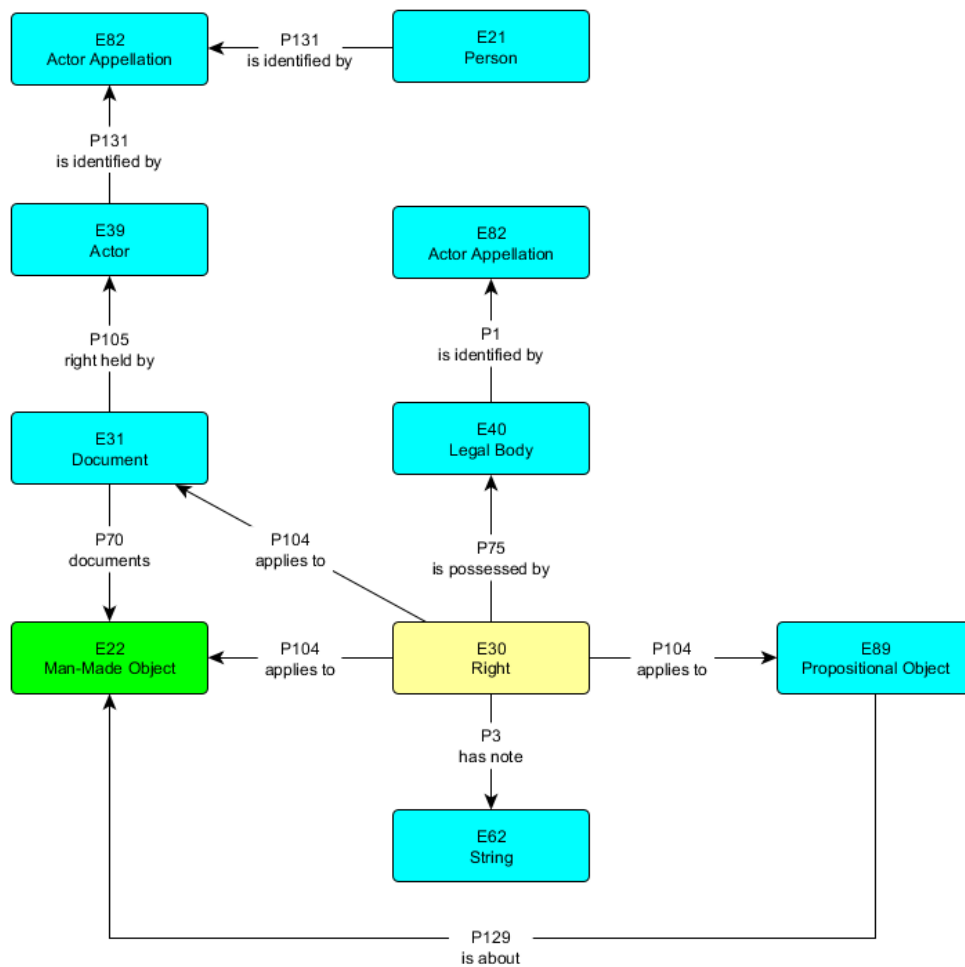 E82
Actor Appellation
P131
is identified by
E21
Person
P131
is identified by
E39
Actor
E82
Actor Appellation
P105
right held by
P1
is identified by
E31
Document
E40
Legal Body
P70
documents
P104
applies to
P75
is possessed by
E22
Man-Made Object
P104
applies to
E30
Right
P104
applies to
E89
Propositional Object
P3
has note
E62
String
P129
is about